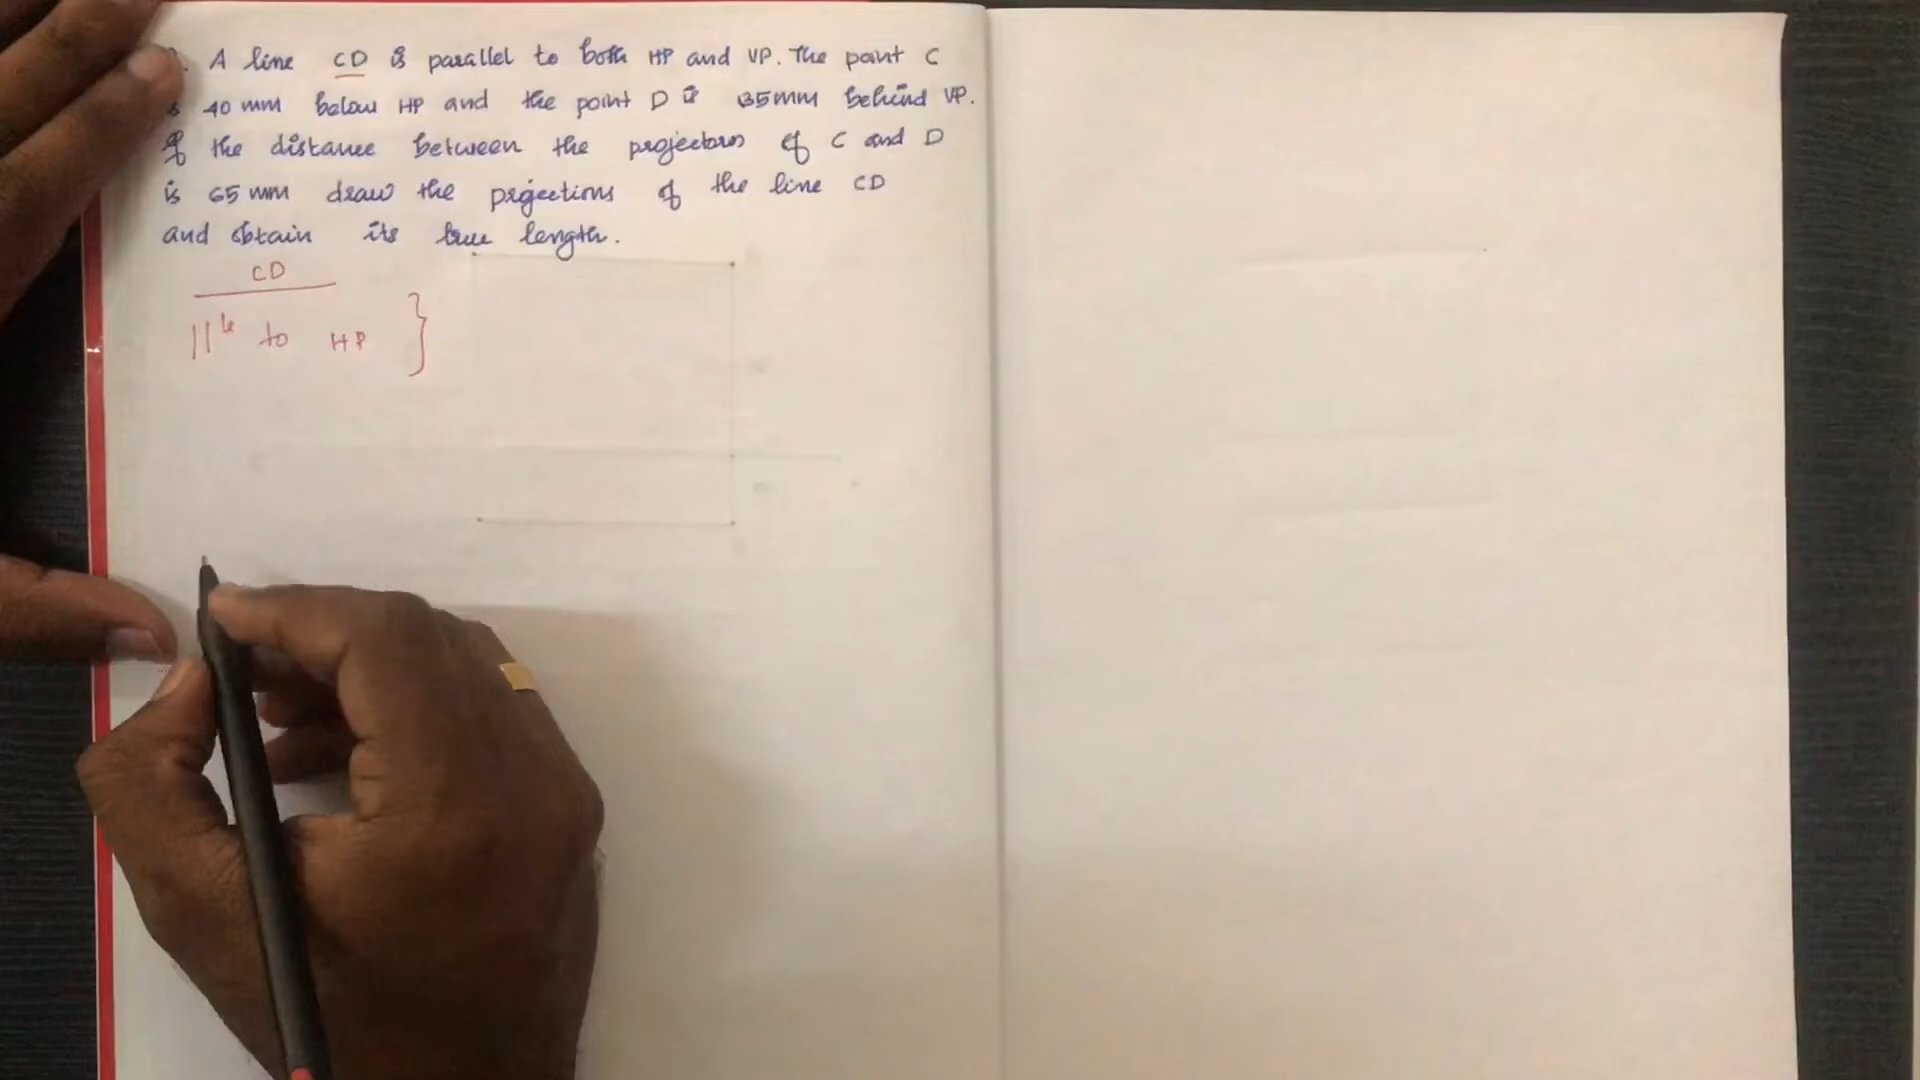 A line CD is parallel to both HP and VP. The point C
40 mm below HP and the point D is 35mm behind VP.
If the distance between the projectors of C and D
is 65 mm draw the projections of the line CD
and obtain its true length.
CD
||le to HP }